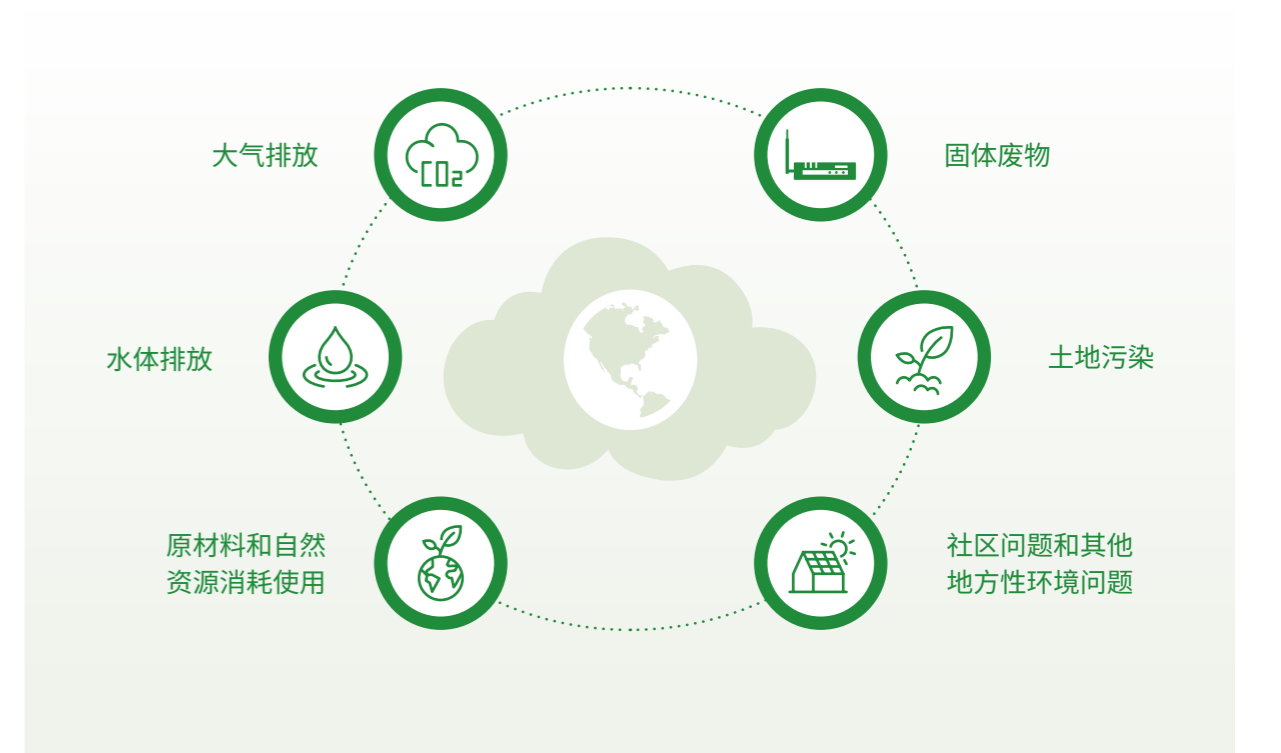 大气排放
CO₂
固体废物
水体排放
土地污染
原材料和自然
资源消耗使用
社区问题和其他
地方性环境问题